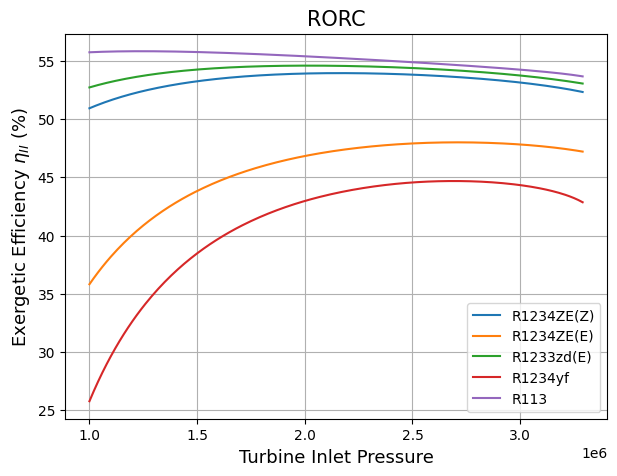 RORC
Exergetic Efficiency η_II (%)
55
50
45
40
35
30
25
R1234ZE(Z)
R1234ZE(E)
R1233zd(E)
R1234yf
R113
1.0 1.5 2.0 2.5 3.0
1e6
Turbine Inlet Pressure